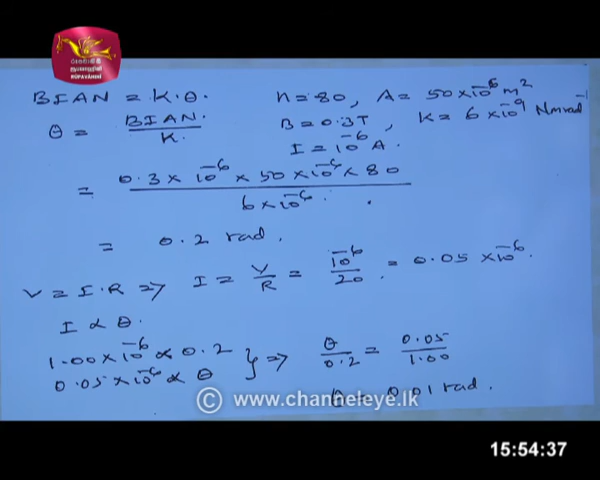 BIAN = K.θ.
n = 80, A = 50×10⁻⁶ m²
θ = BIAN. / K.
B = 0.3T, K = 6×10⁻⁹ Nmrad⁻¹
I = 10⁻⁶ A.
= 0.3 × 10⁻⁶ × 50 × 10⁻⁶ × 80 / 6 × 10⁻⁶.
= 0.2 rad.
V = I.R ⇒ I = V/R = 10⁻⁶/20 = 0.05 × 10⁻⁶.
I ∝ θ.
1.00 × 10⁻⁶ ∝ 0.2
0.05 × 10⁻⁶ ∝ θ } ⇒ θ/0.2 = 0.05/1.00
θ = 0.01 rad.
© www.channeleye.lk
15:54:37